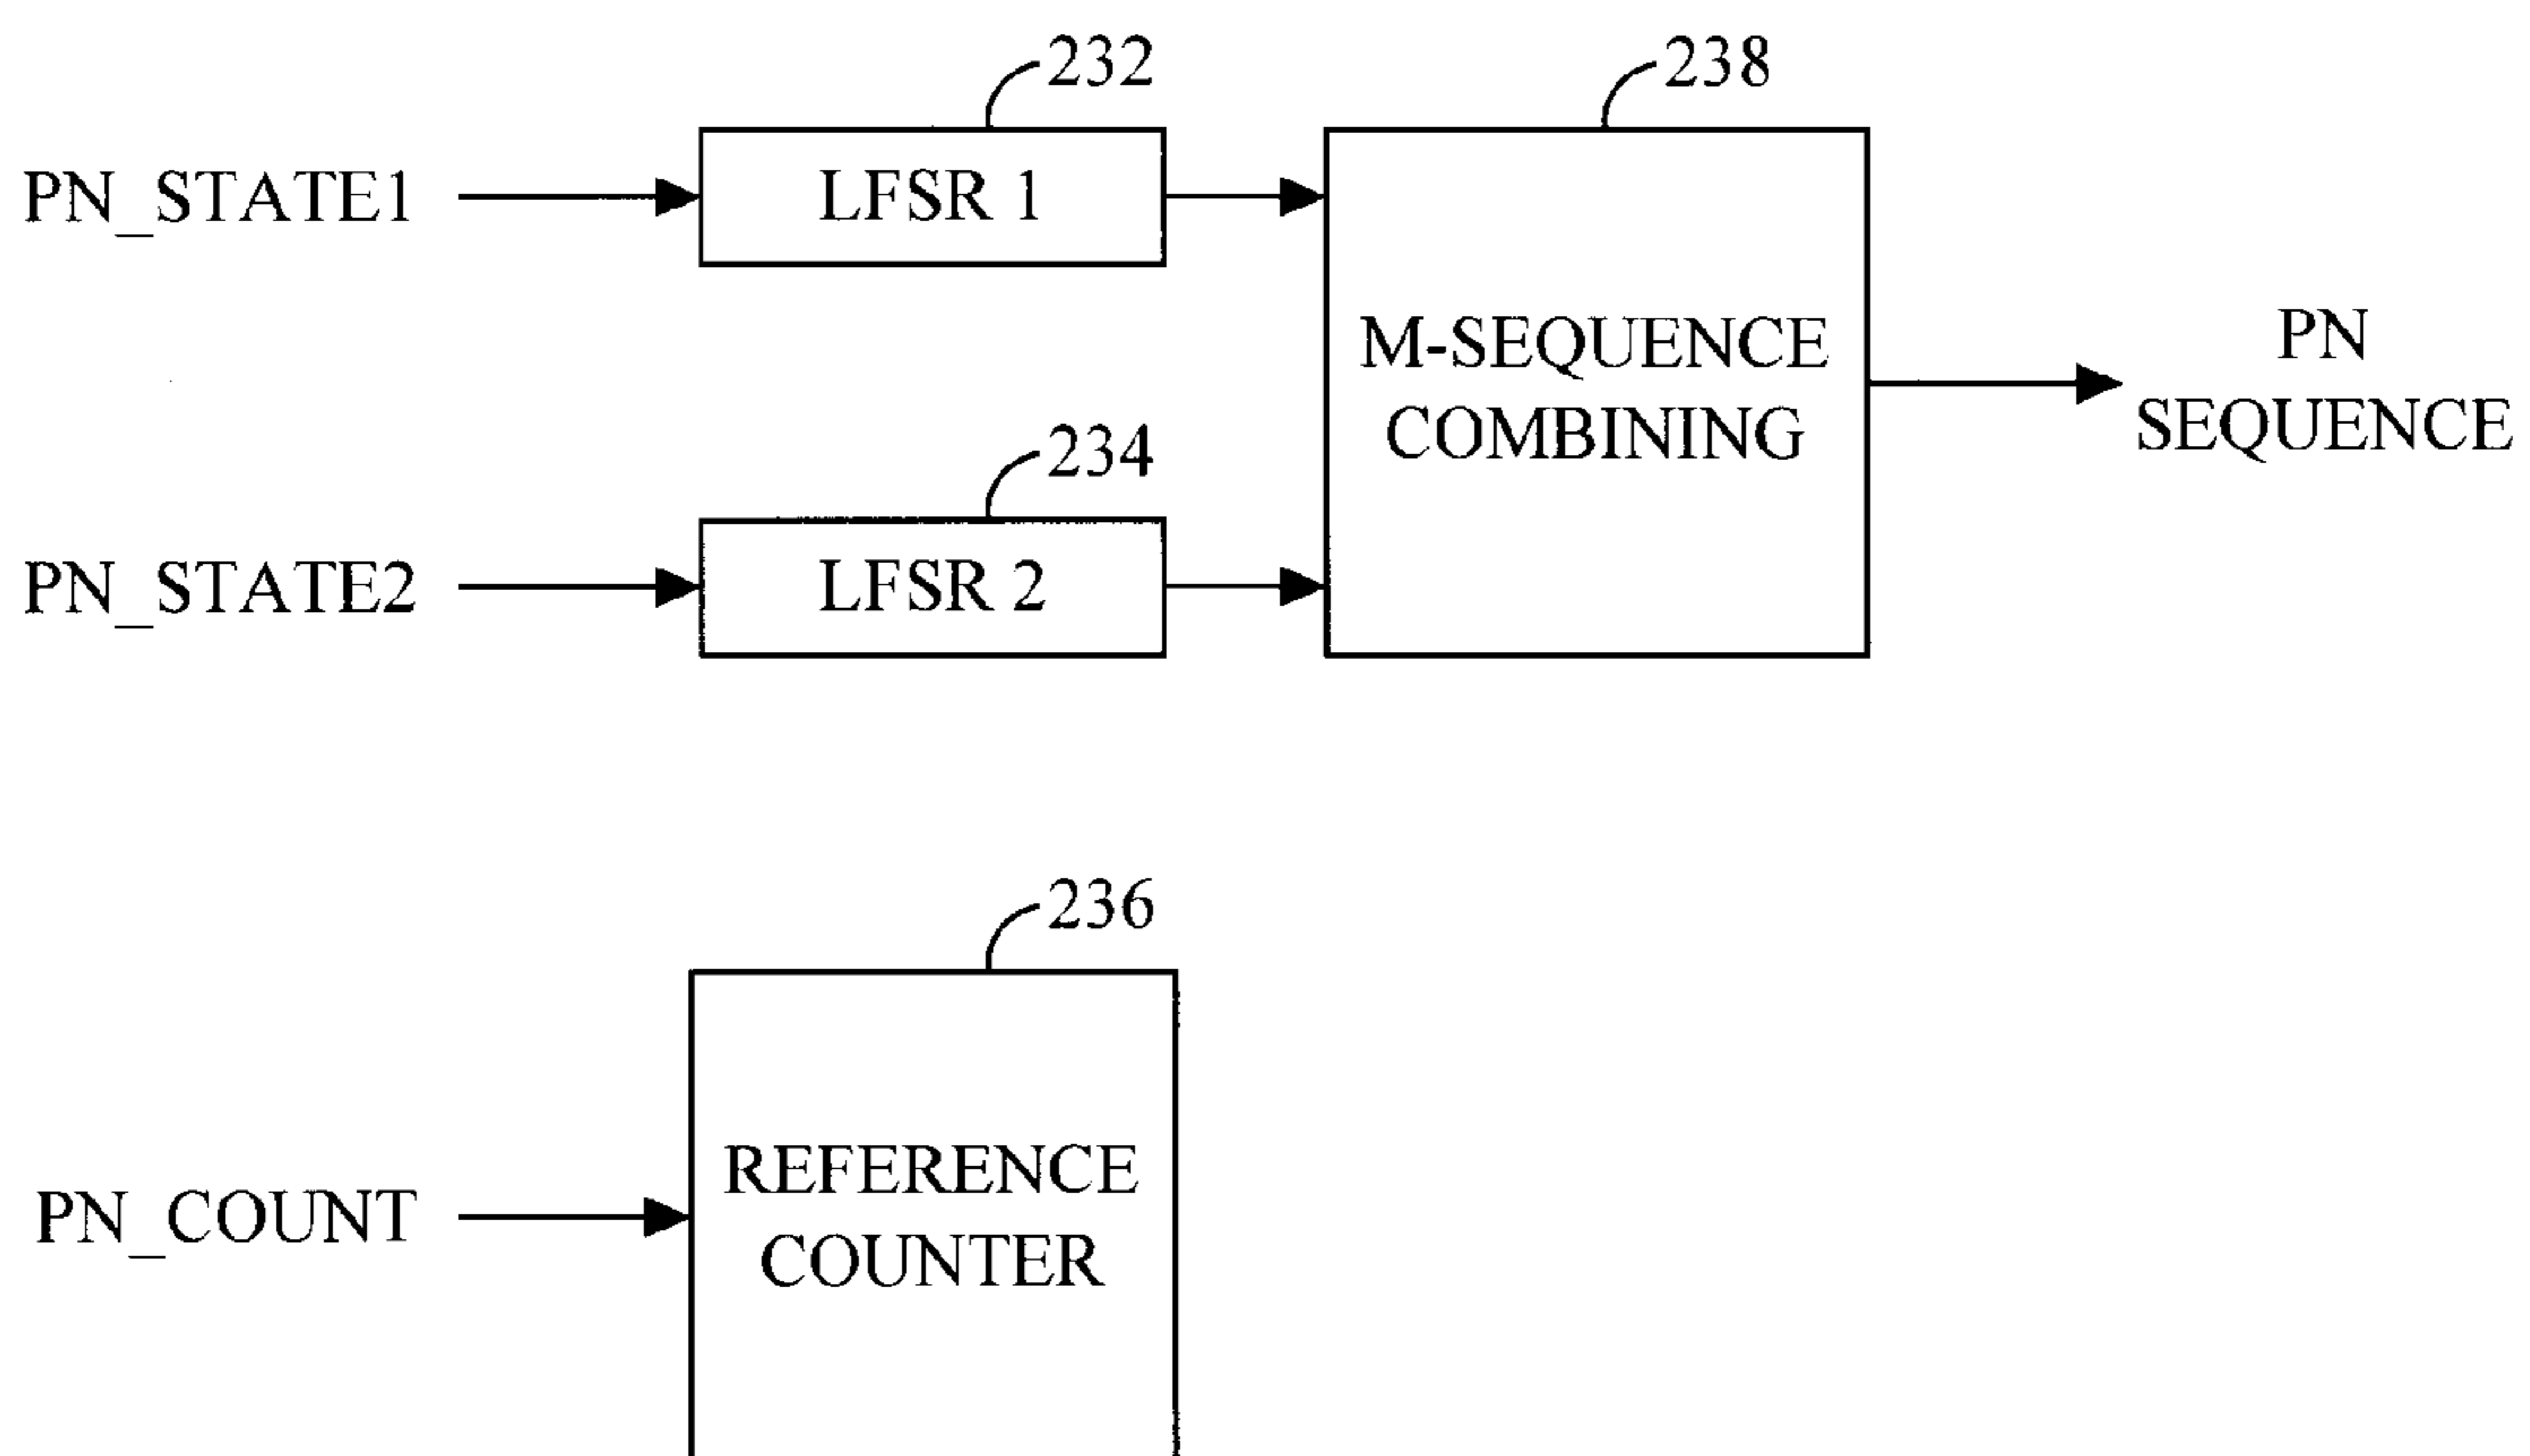 232
238
PN_STATE1
LFSR 1
M-SEQUENCE
COMBINING
PN
SEQUENCE
234
PN_STATE2
LFSR 2
236
PN_COUNT
REFERENCE
COUNTER